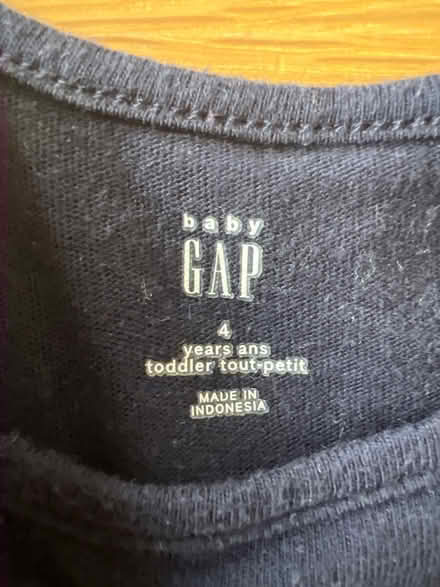 baby
GAP
4
years ans
toddler tout-petit
MADE IN
INDONESIA